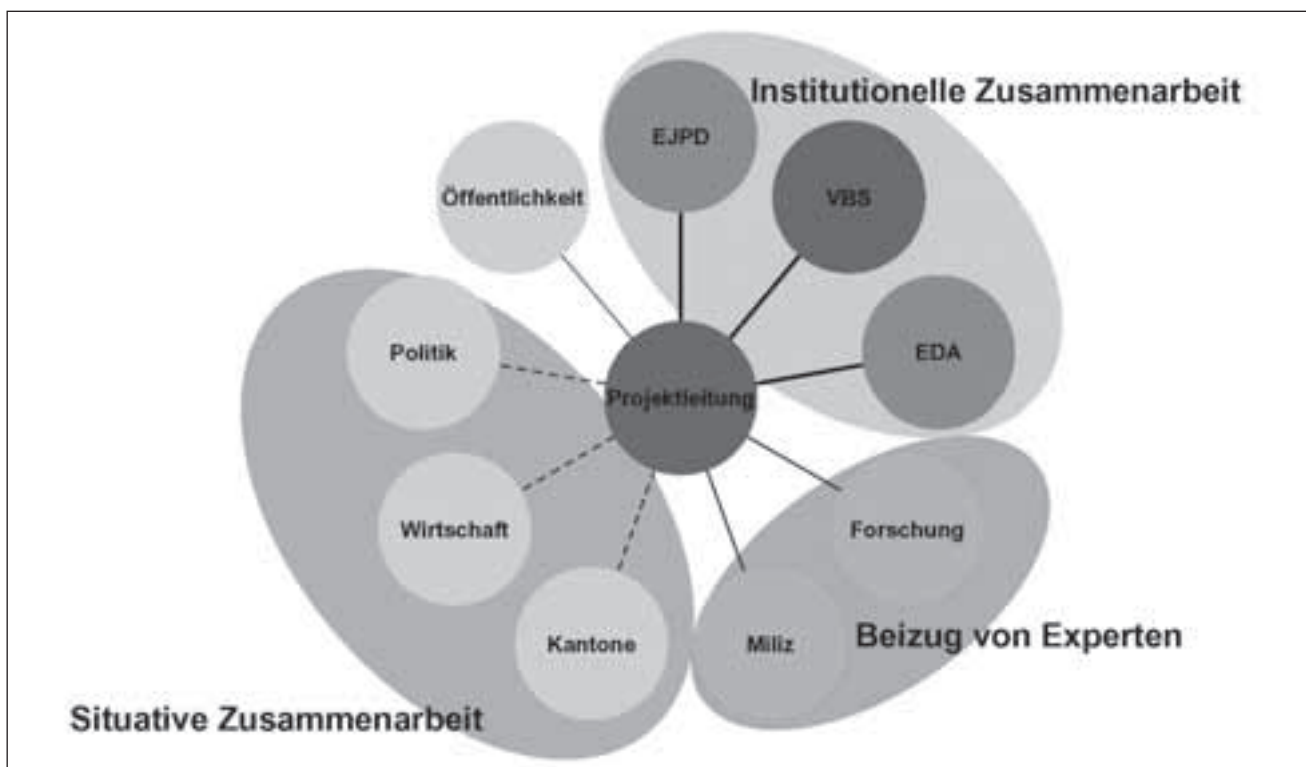 Institutionelle Zusammenarbeit
EJPD
VBS
Öffentlichkeit
EDA
Politik
Projektleitung
Wirtschaft
Forschung
Kantone
Miliz
Beizug von Experten
Situative Zusammenarbeit